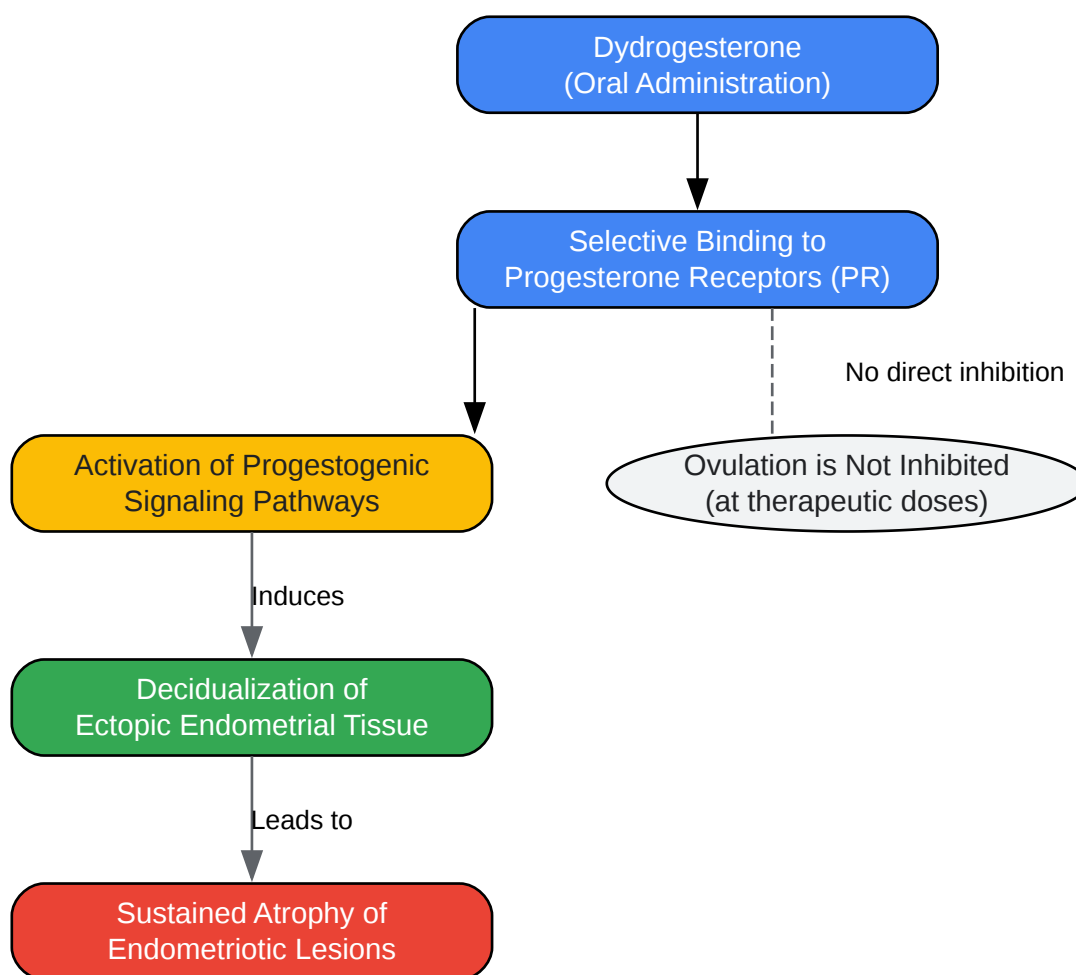 Dydrogesterone
(Oral Administration)
Selective Binding to
Progesterone Receptors (PR)
No direct inhibition
Activation of Progestogenic
Signaling Pathways
Ovulation is Not Inhibited
(at therapeutic doses)
Induces
Decidualization of
Ectopic Endometrial Tissue
Leads to
Sustained Atrophy of
Endometriotic Lesions